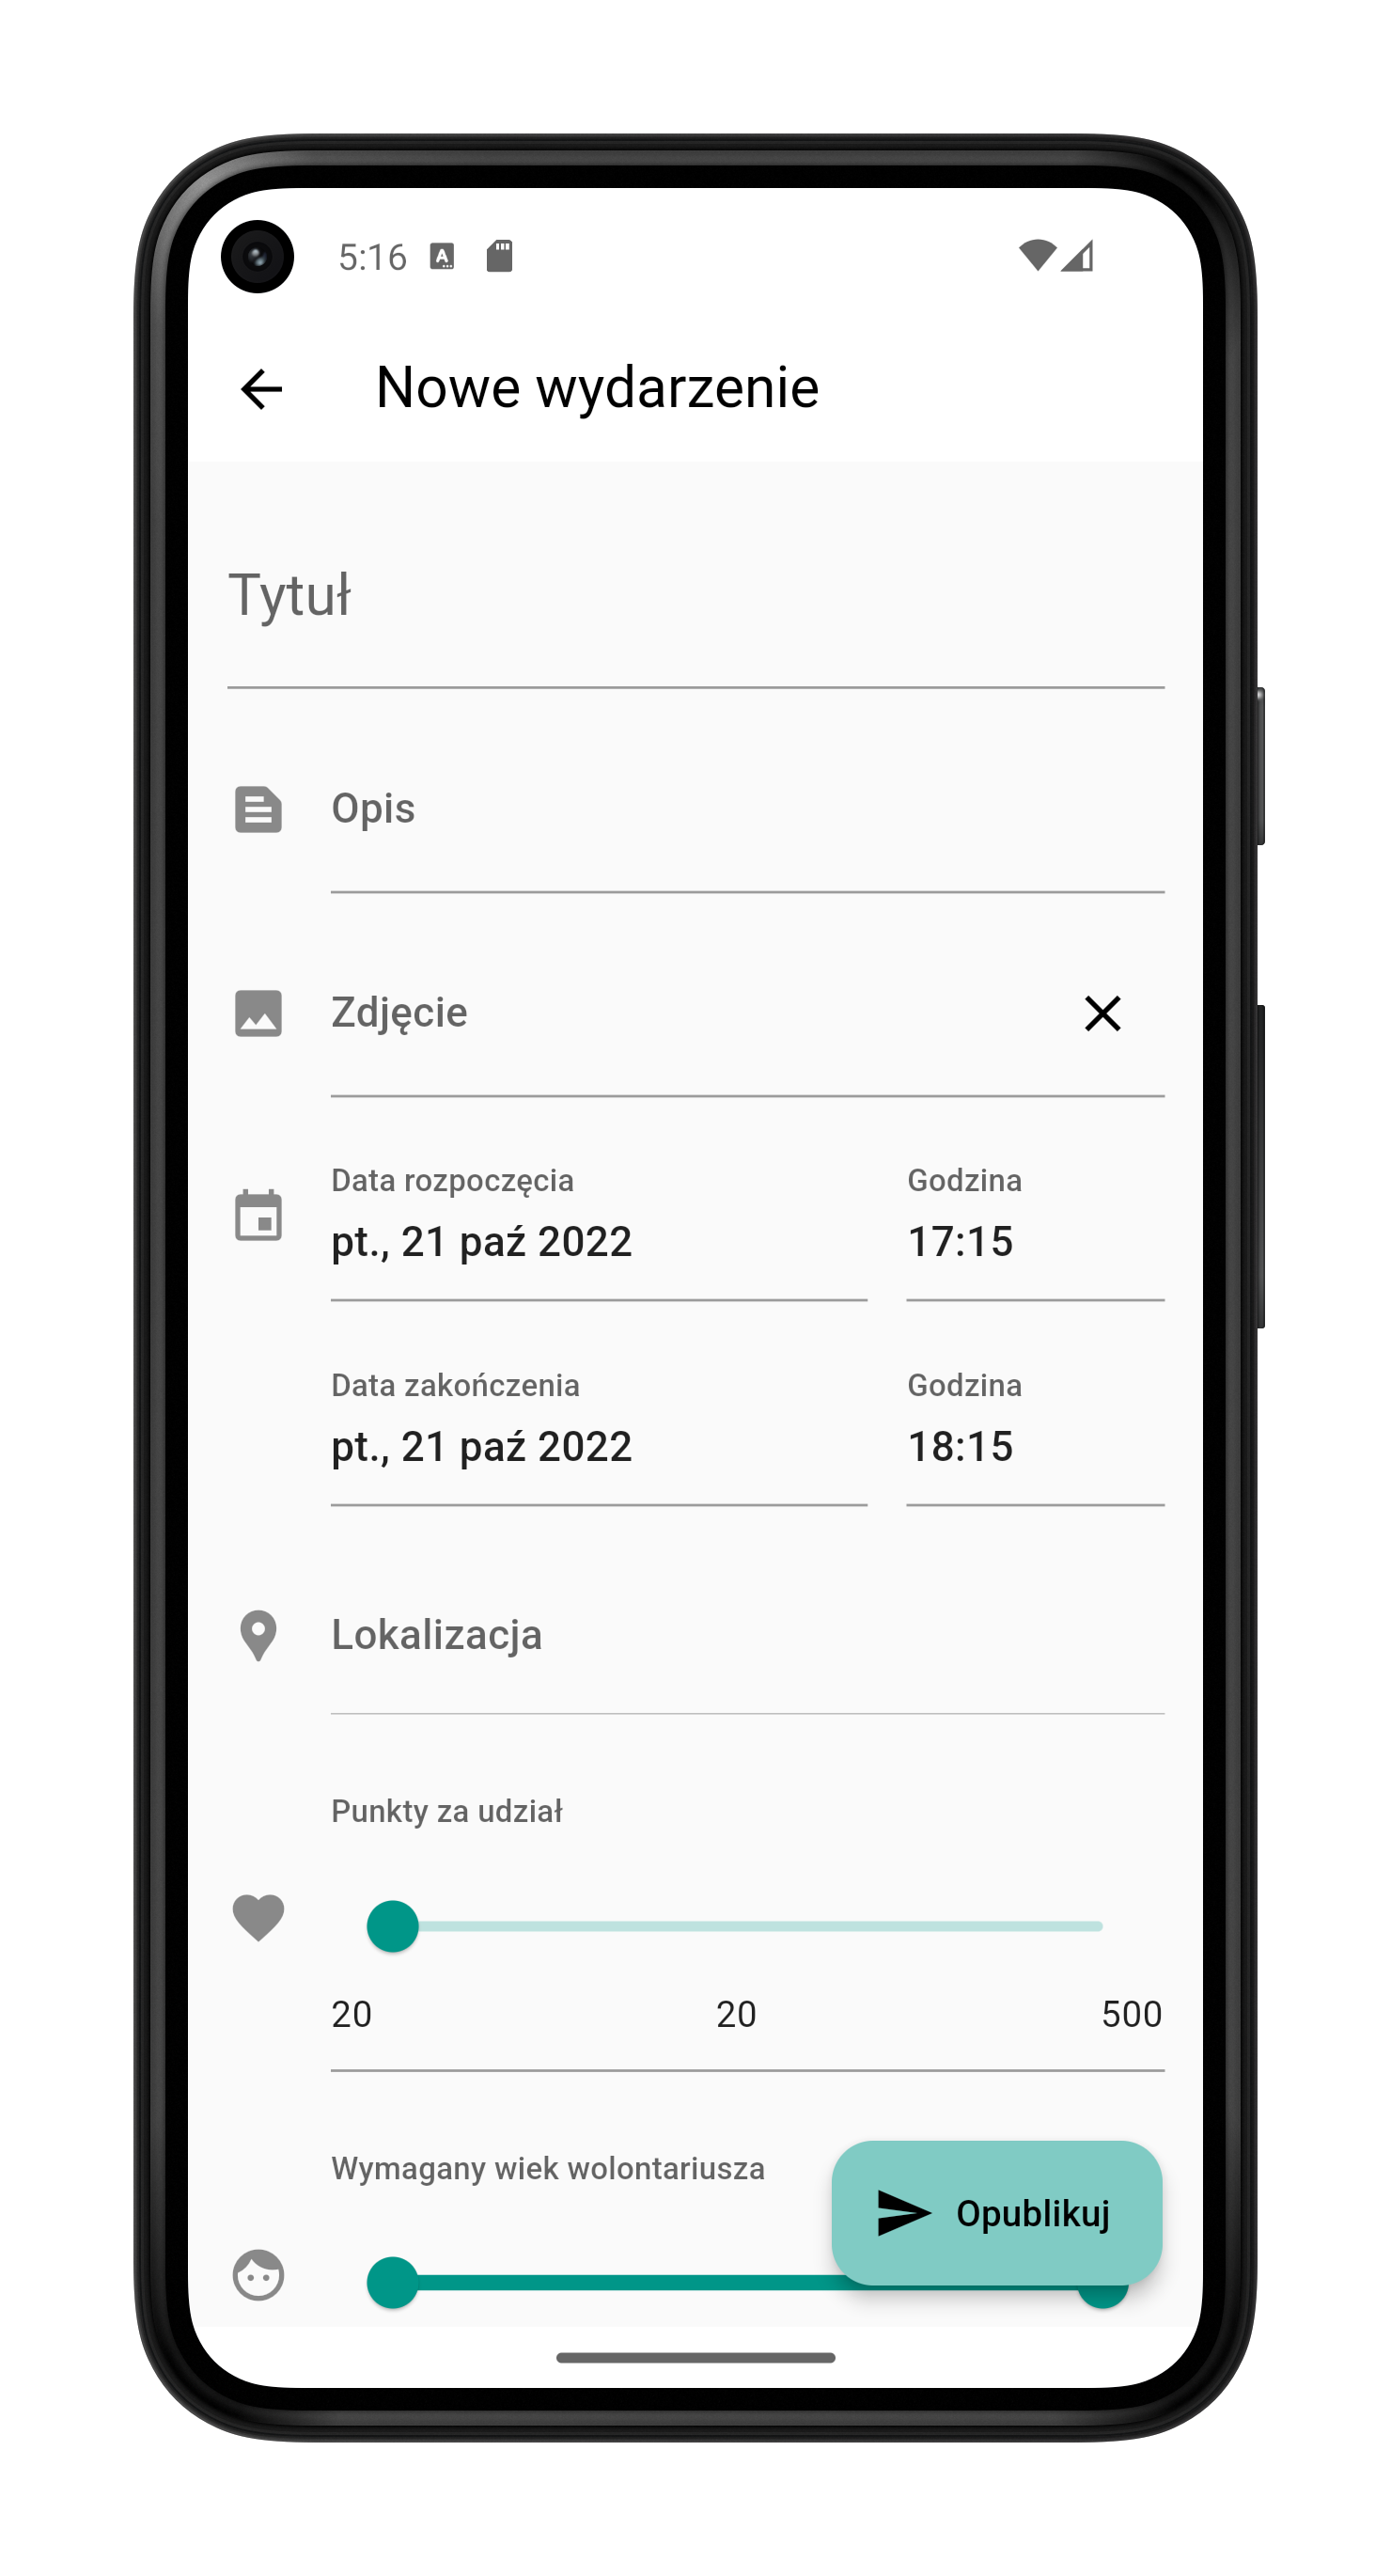 5:16
Nowe wydarzenie
Tytuł
Opis
Zdjęcie
Data rozpoczęcia Godzina
pt., 21 paź 2022 17:15
Data zakończenia Godzina
pt., 21 paź 2022 18:15
Lokalizacja
Punkty za udział
20 20 500
Wymagany wiek wolontariusza
Opublikuj